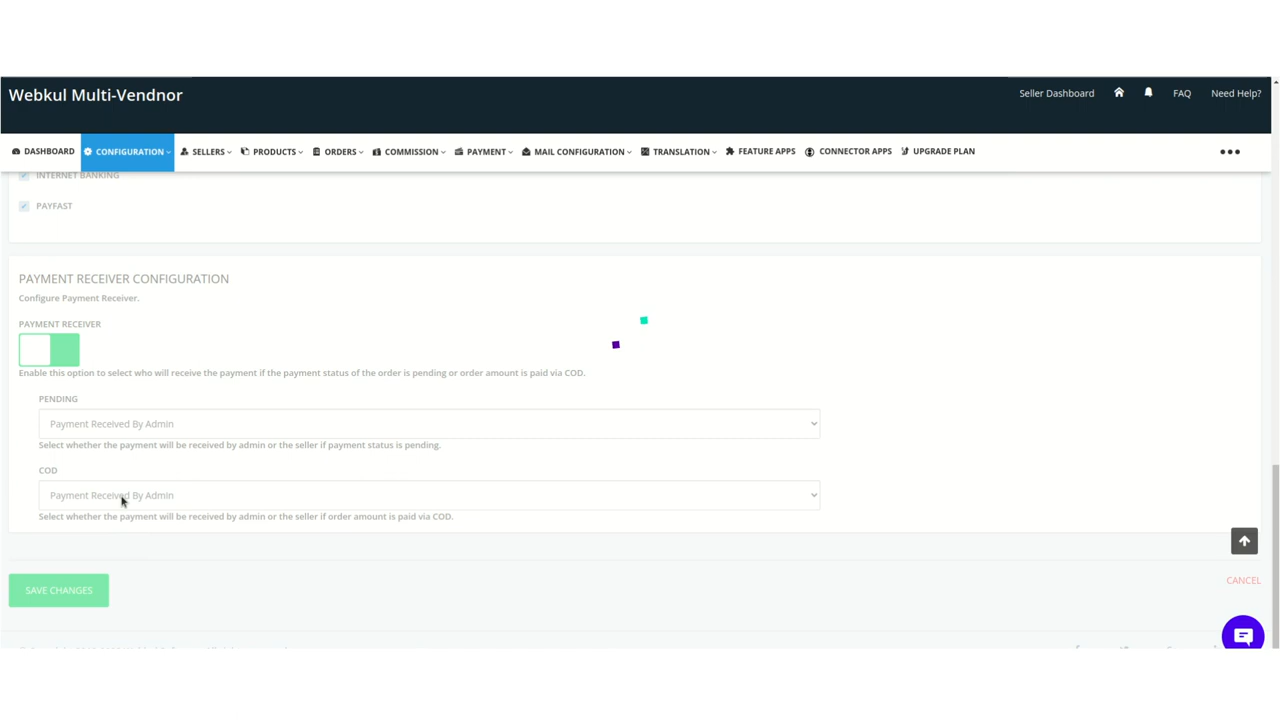 Webkul Multi-Vendnor
Seller Dashboard FAQ Need Help?
DASHBOARD CONFIGURATION SELLERS PRODUCTS ORDERS COMMISSION PAYMENT MAIL CONFIGURATION TRANSLATION FEATURE APPS CONNECTOR APPS UPGRADE PLAN
INTERNET BANKING
PAYFAST
PAYMENT RECEIVER CONFIGURATION
Configure Payment Receiver.
PAYMENT RECEIVER
Enable this option to select who will receive the payment if the payment status of the order is pending or order amount is paid via COD.
PENDING
Payment Received By Admin
Select whether the payment will be received by admin or the seller if payment status is pending.
COD
Payment Received By Admin
Select whether the payment will be received by admin or the seller if order amount is paid via COD.
SAVE CHANGES
CANCEL